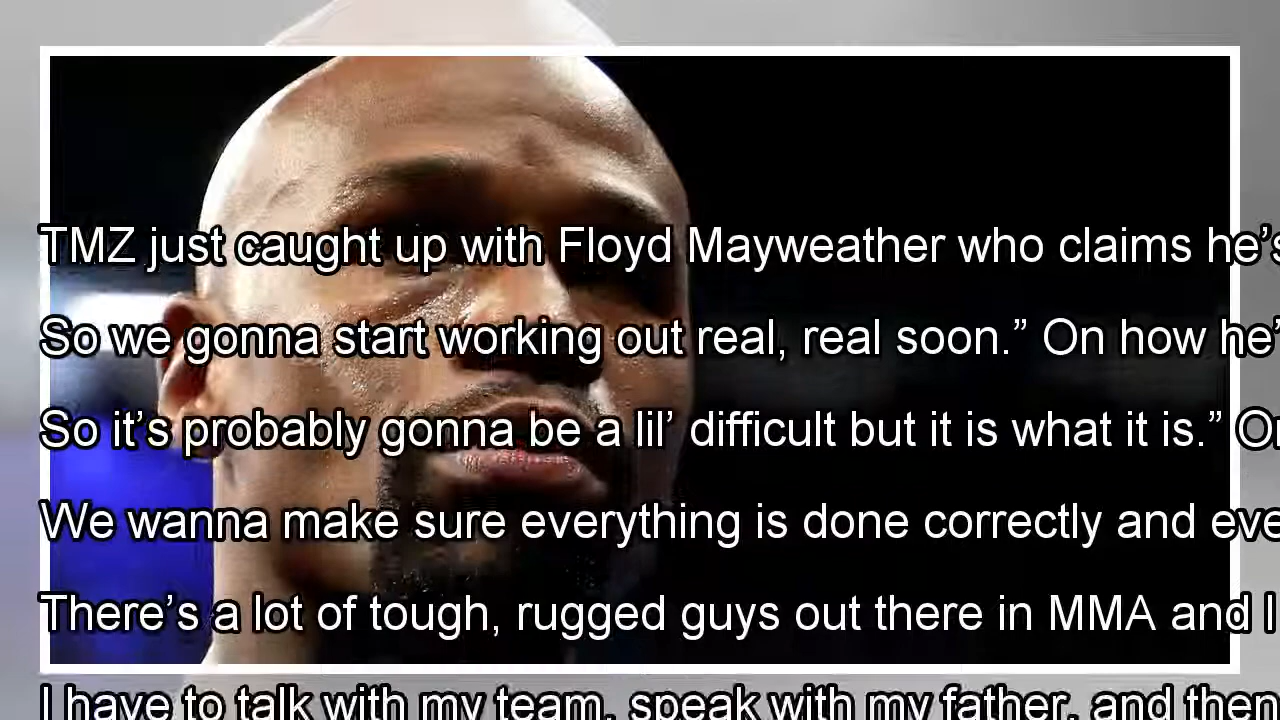 TMZ just caught up with Floyd Mayweather who claims he’s
So we gonna start working out real, real soon.” On how he’
So it’s probably gonna be a lil’ difficult but it is what it is.”
We wanna make sure everything is done correctly and
There’s a lot of tough, rugged guys out there in MMA and I
I have to talk with my team, speak with my father, and then